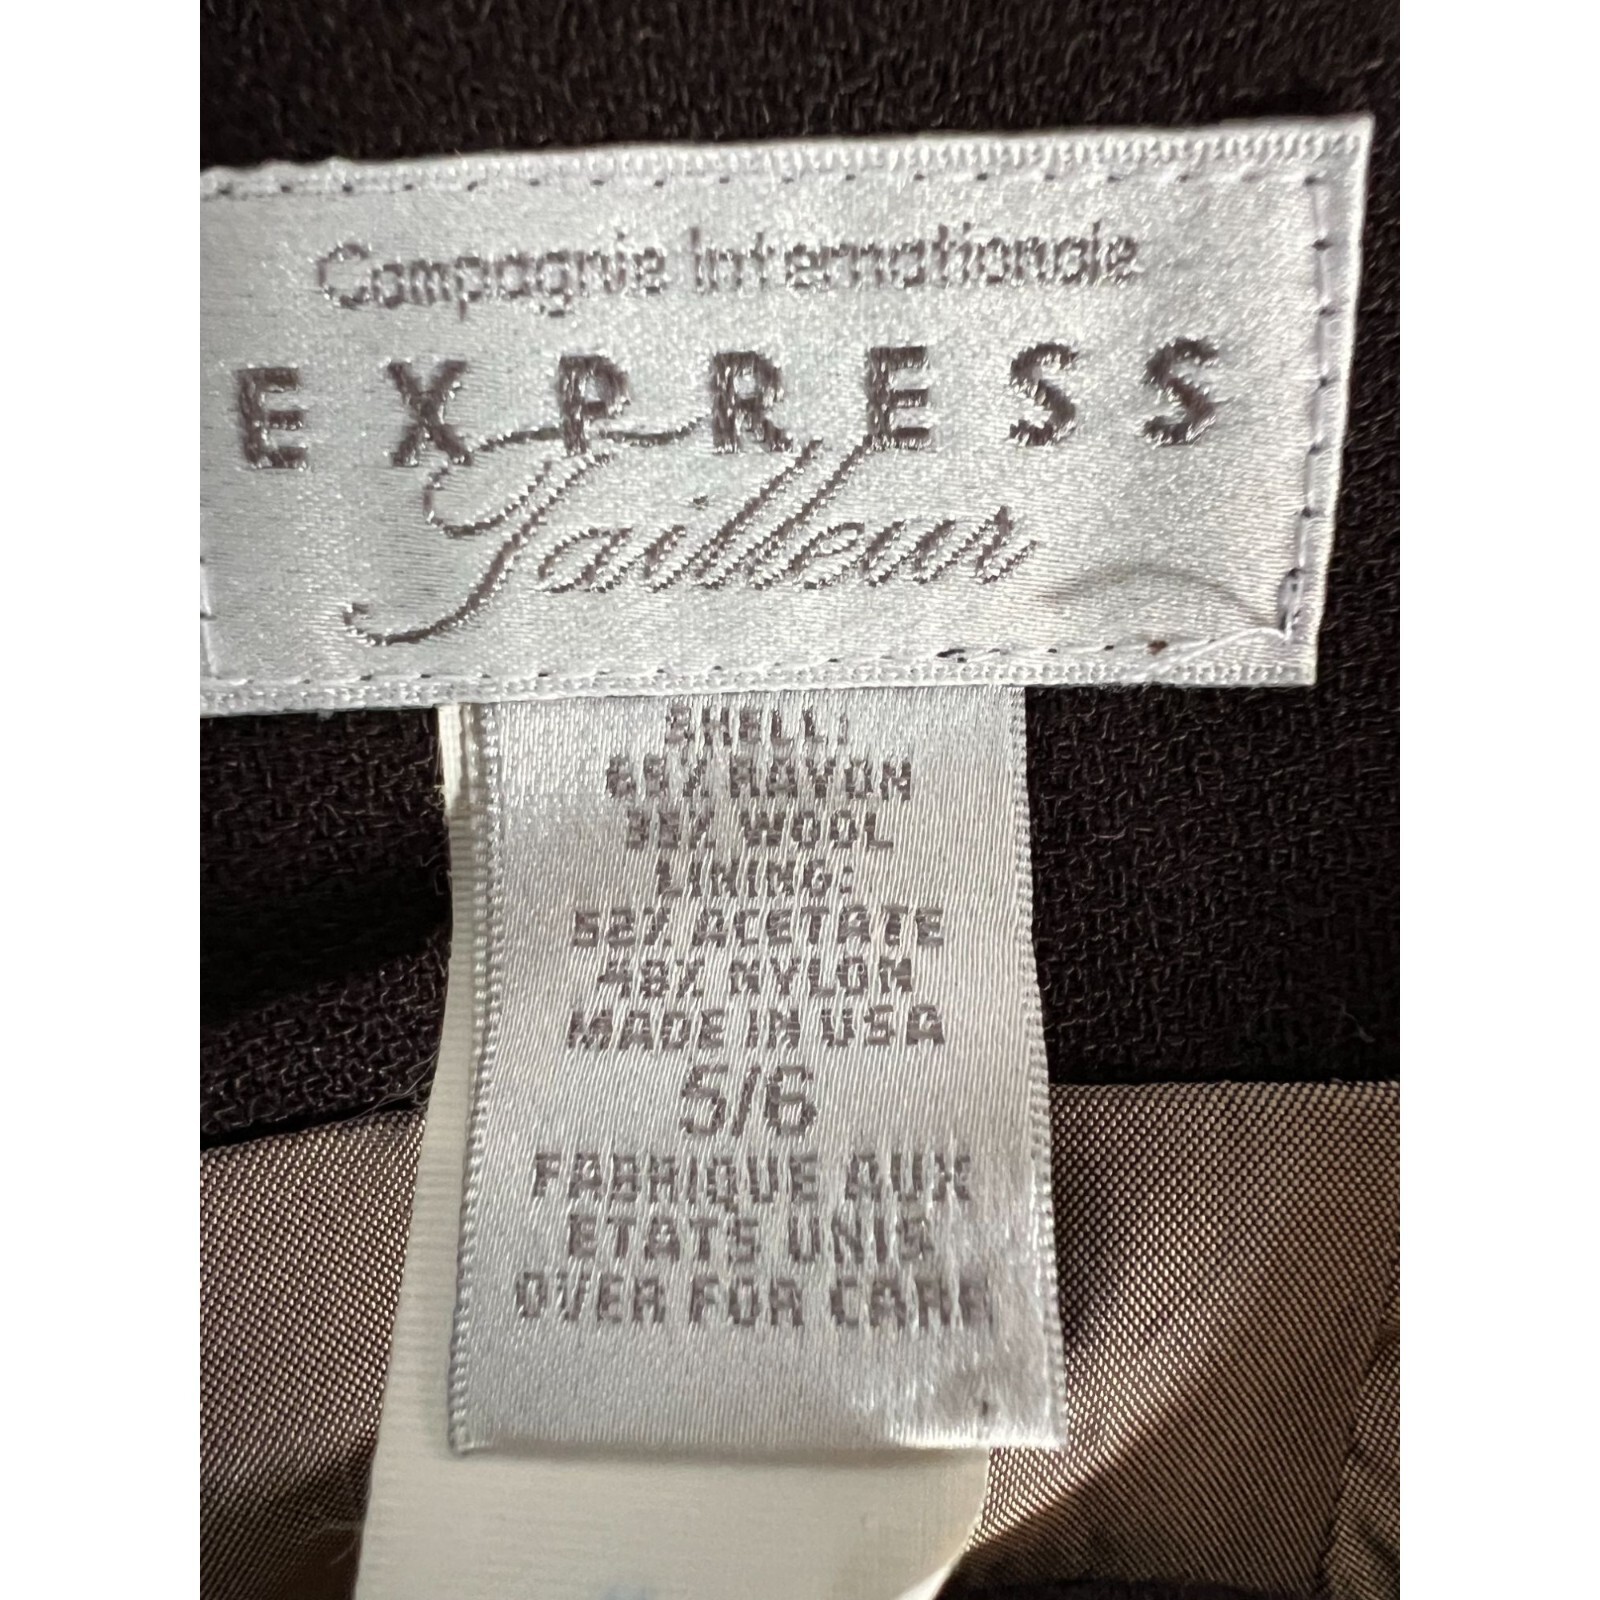 Compagnie Internationale
EXPRESS
Tailleur
SHELL:
65% RAYON
35% WOOL
LINING:
52% ACETATE
48% NYLON
MADE IN USA
5/6
FABRIQUE AUX
ETATS UNIS
OVER FOR CARE